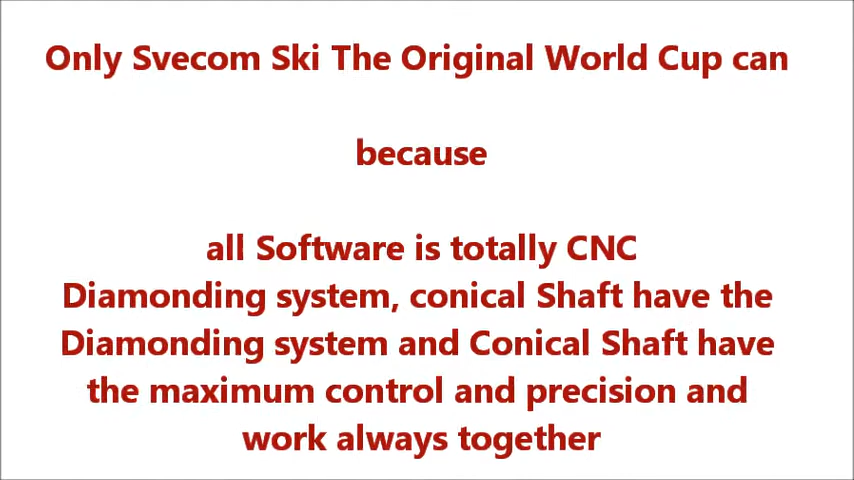 Only Svecom Ski The Original World Cup can
because
all Software is totally CNC
Diamonding system, conical Shaft have the
Diamonding system and Conical Shaft have
the maximum control and precision and
work always together